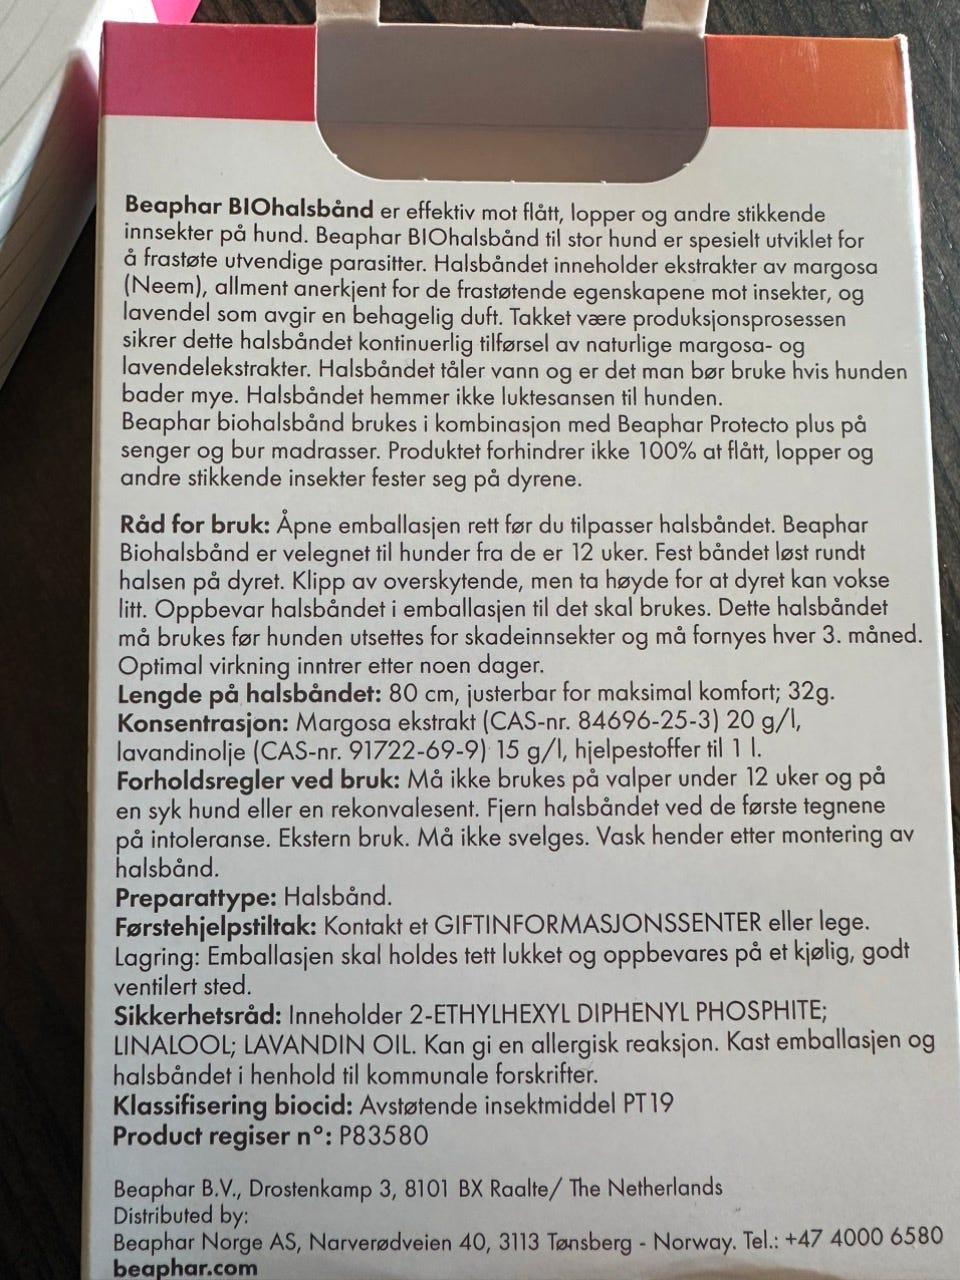 Beaphar BIOhalsbånd er effektiv mot flått, lopper og andre stikkende
innsekter på hund. Beaphar BIOhalsbånd til stor hund er spesielt utviklet for
å frastøte utvendige parasitter. Halsbåndet inneholder ekstrakter av margosa
(Neem), allment anerkjent for de frastøtende egenskapene mot insekter, og
lavendel som avgir en behagelig duft. Takket være produksjonsprosessen
sikrer dette halsbåndet kontinuerlig tilførsel av naturlige margosa- og
lavendelekstrakter. Halsbåndet tåler vann og er det man bør bruke hvis hunden
bader mye. Halsbåndet hemmer ikke luktesansen til hunden.
Beaphar biohalsbånd brukes i kombinasjon med Beaphar Protecto plus på
senger og bur madrasser. Produktet forhindrer ikke 100% at flått, lopper og
andre stikkende insekter fester seg på dyrene.
Råd for bruk: Åpne emballasjen rett før du tilpasser halsbåndet. Beaphar
Biohalsbånd er velegnet til hunder fra de er 12 uker. Fest båndet løst rundt
halsen på dyret. Klipp av overskytende, men ta høyde for at dyret kan vokse
litt. Oppbevar halsbåndet i emballasjen til det skal brukes. Dette halsbåndet
må brukes før hunden utsettes for skadeinnsekter og må fornyes hver 3. måned.
Optimal virkning inntrer etter noen dager.
Lengde på halsbåndet: 80 cm, justerbar for maksimal komfort; 32g.
Konsentrasjon: Margosa ekstrakt (CAS-nr. 84696-25-3) 20 g/l,
lavandinolje (CAS-nr. 91722-69-9) 15 g/l, hjelpestoffer til 1 l.
Forholdsregler ved bruk: Må ikke brukes på valper under 12 uker og på
en syk hund eller en rekonvalesent. Fjern halsbåndet ved de første tegnene
på intoleranse. Ekstern bruk. Må ikke svelges. Vask hender etter montering av
halsbånd.
Preparattype: Halsbånd.
Førstehjelpstiltak: Kontakt et GIFTINFORMASJONSSENTER eller lege.
Lagring: Emballasjen skal holdes tett lukket og oppbevares på et kjølig, godt
ventilert sted.
Sikkerhetsråd: Inneholder 2-ETHYLHEXYL DIPHENYL PHOSPHITE;
LINALOOL; LAVANDIN OIL. Kan gi en allergisk reaksjon. Kast emballasjen og
halsbåndet i henhold til kommunale forskrifter.
Klassifisering biocid: Avstøtende insektmiddel PT19
Product regiser n°: P83580
Beaphar B.V., Drostenkamp 3, 8101 BX Raalte/ The Netherlands
Distributed by:
Beaphar Norge AS, Narverødveien 40, 3113 Tønsberg - Norway. Tel.: +47 4000 6580
beaphar.com